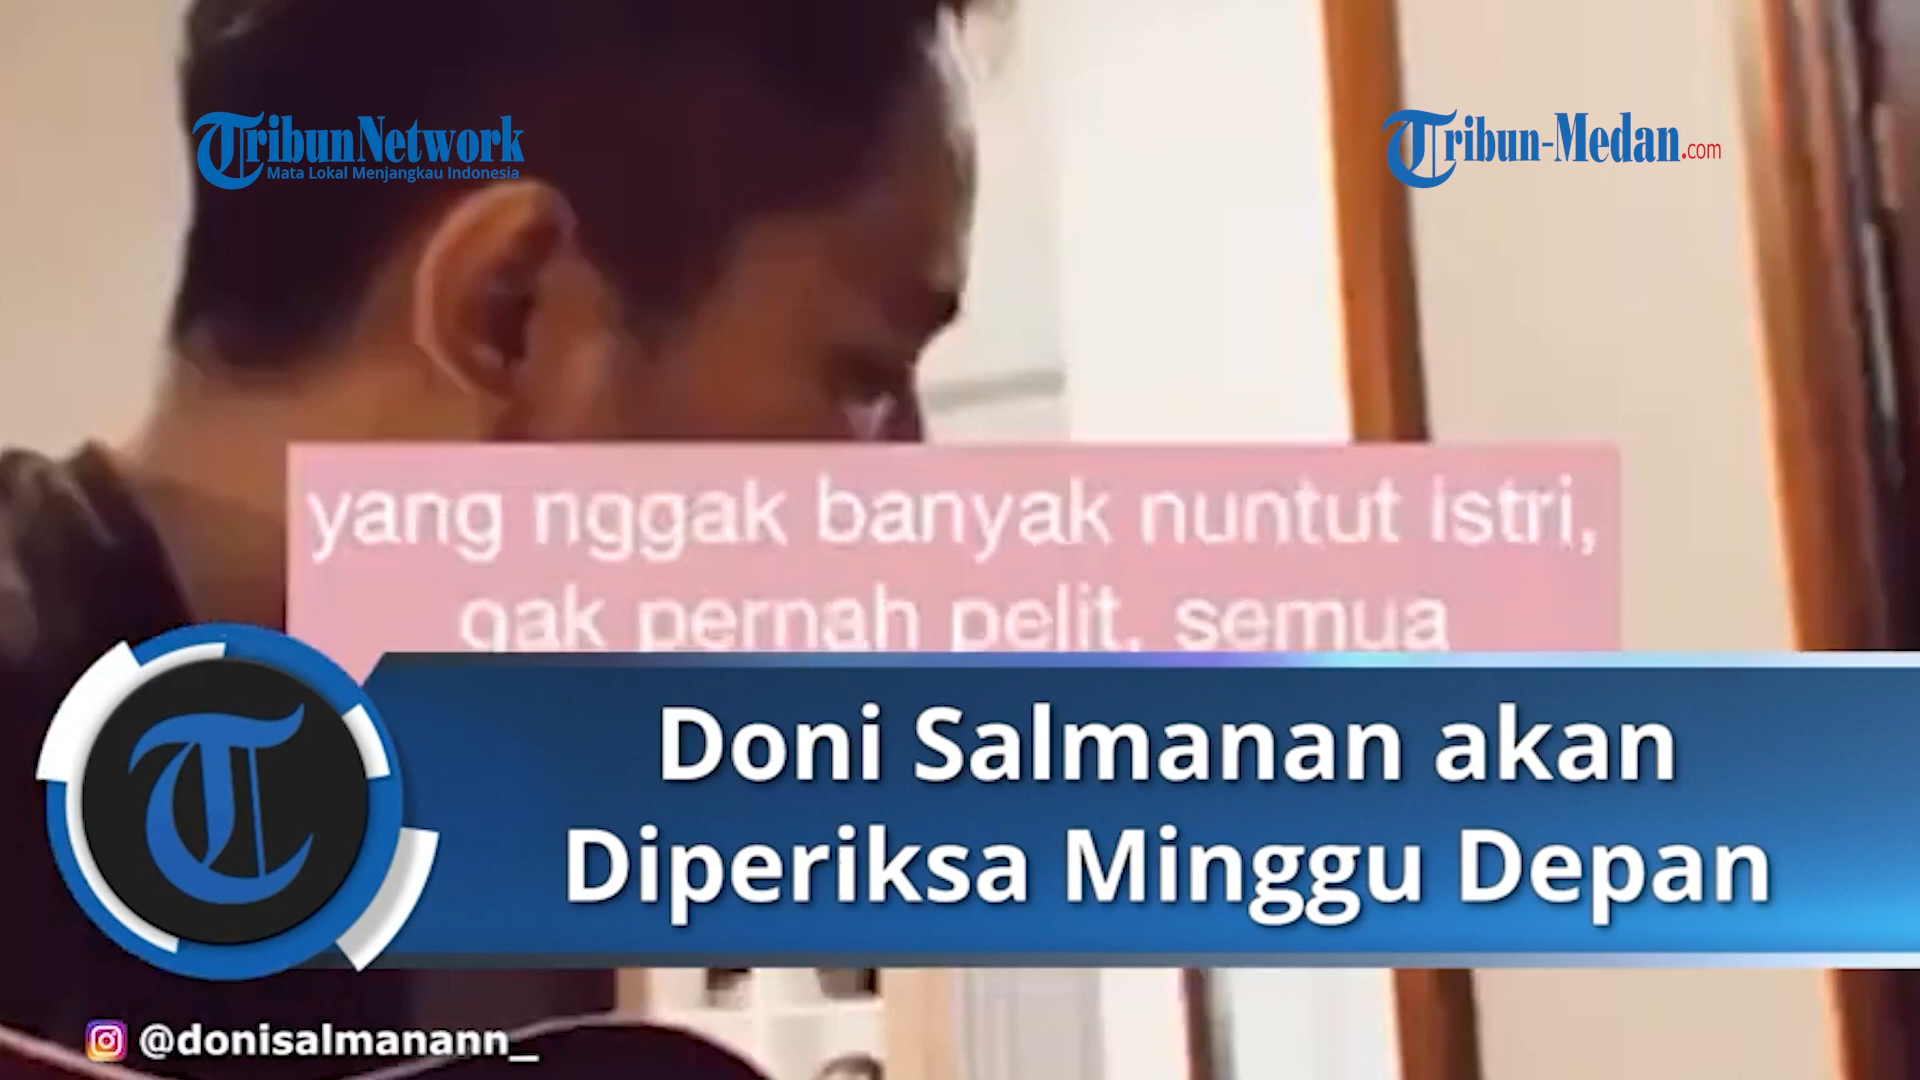 TribunNetwork
Mata Lokal Menjangkau Indonesia
Tribun-Medan.com
yang nggak banyak nuntut istri,
gak pernah pelit, semua
Doni Salmanan akan
Diperiksa Minggu Depan
@donisalmanann_